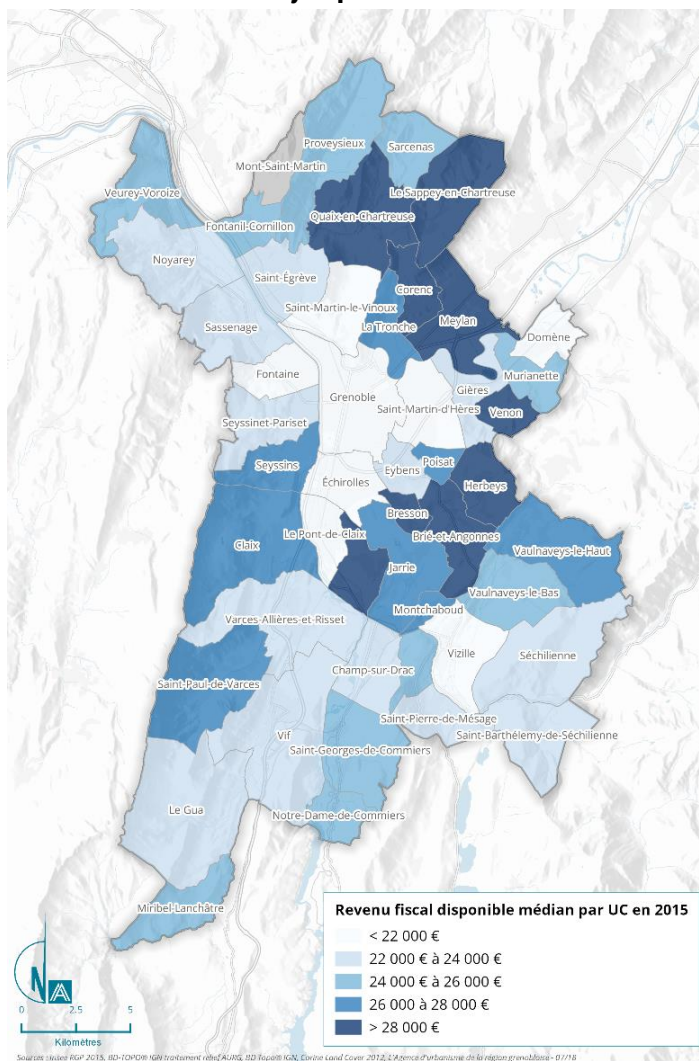 Proveysieux
Sarcenas
Mont-Saint-Martin
Le Sappey-en-Chartreuse
Veurey-Voroize
Quaix-en-Chartreuse
Fontanil-Cornillon
Noyarey
Saint-Égrève
Corenc
Saint-Martin-le-Vinoux
Meylan
Sassenage
La Tronche
Domène
Fontaine
Murianette
Gières
Grenoble
Saint-Martin-d'Hères
Venon
Seyssinet-Pariset
Poisat
Seyssins
Eybens
Échirolles
Herbeys
Bresson
Le Pont-de-Claix
Brié-et-Angonnes
Claix
Vaulnaveys-le-Haut
Jarrie
Vaulnaveys-le-Bas
Montchaboud
Varces-Allières-et-Risset
Vizille
Séchilienne
Champ-sur-Drac
Saint-Paul-de-Varces
Saint-Pierre-de-Mésage
Vif
Saint-Barthélemy-de-Séchilienne
Saint-Georges-de-Commiers
Le Gua
Notre-Dame-de-Commiers
Miribel-Lanchâtre
Revenu fiscal disponible médian par UC en 2015
< 22 000 €
22 000 € à 24 000 €
24 000 € à 26 000 €
26 000 à 28 000 €
> 28 000 €
N
0 2.5 5
Kilomètres